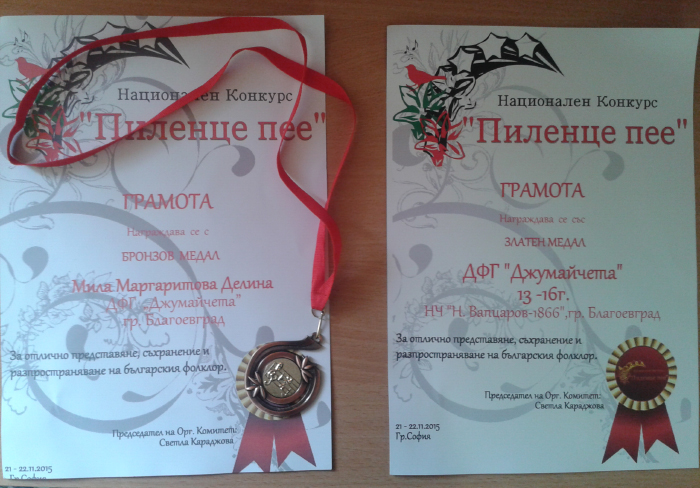 Национален Конкурс
"Пиленце пее"
ГРАМОТА
Награждава се с
БРОНЗОВ МЕДАЛ
Мила Маргаритова Делина
ДФГ "Джумайчета"
гр. Благоевград
За отлично представяне, съхранение и
разпространяване на българския фолклор.
Председател на Орг. Комитет:
Светла Караджова
21 - 22.11.2015
Гр.София
Национален Конкурс
"Пиленце пее"
ГРАМОТА
Награждава се със
ЗЛАТЕН МЕДАЛ
ДФГ "Джумайчета"
13 -16г.
НЧ "Н. Вапцаров-1866",гр. Благоевград
За отлично представяне, съхранение и
разпространяване на българския фолклор.
Председател на Орг. Комитет:
Светла Караджова
21 - 22.11.2015
Гр.София